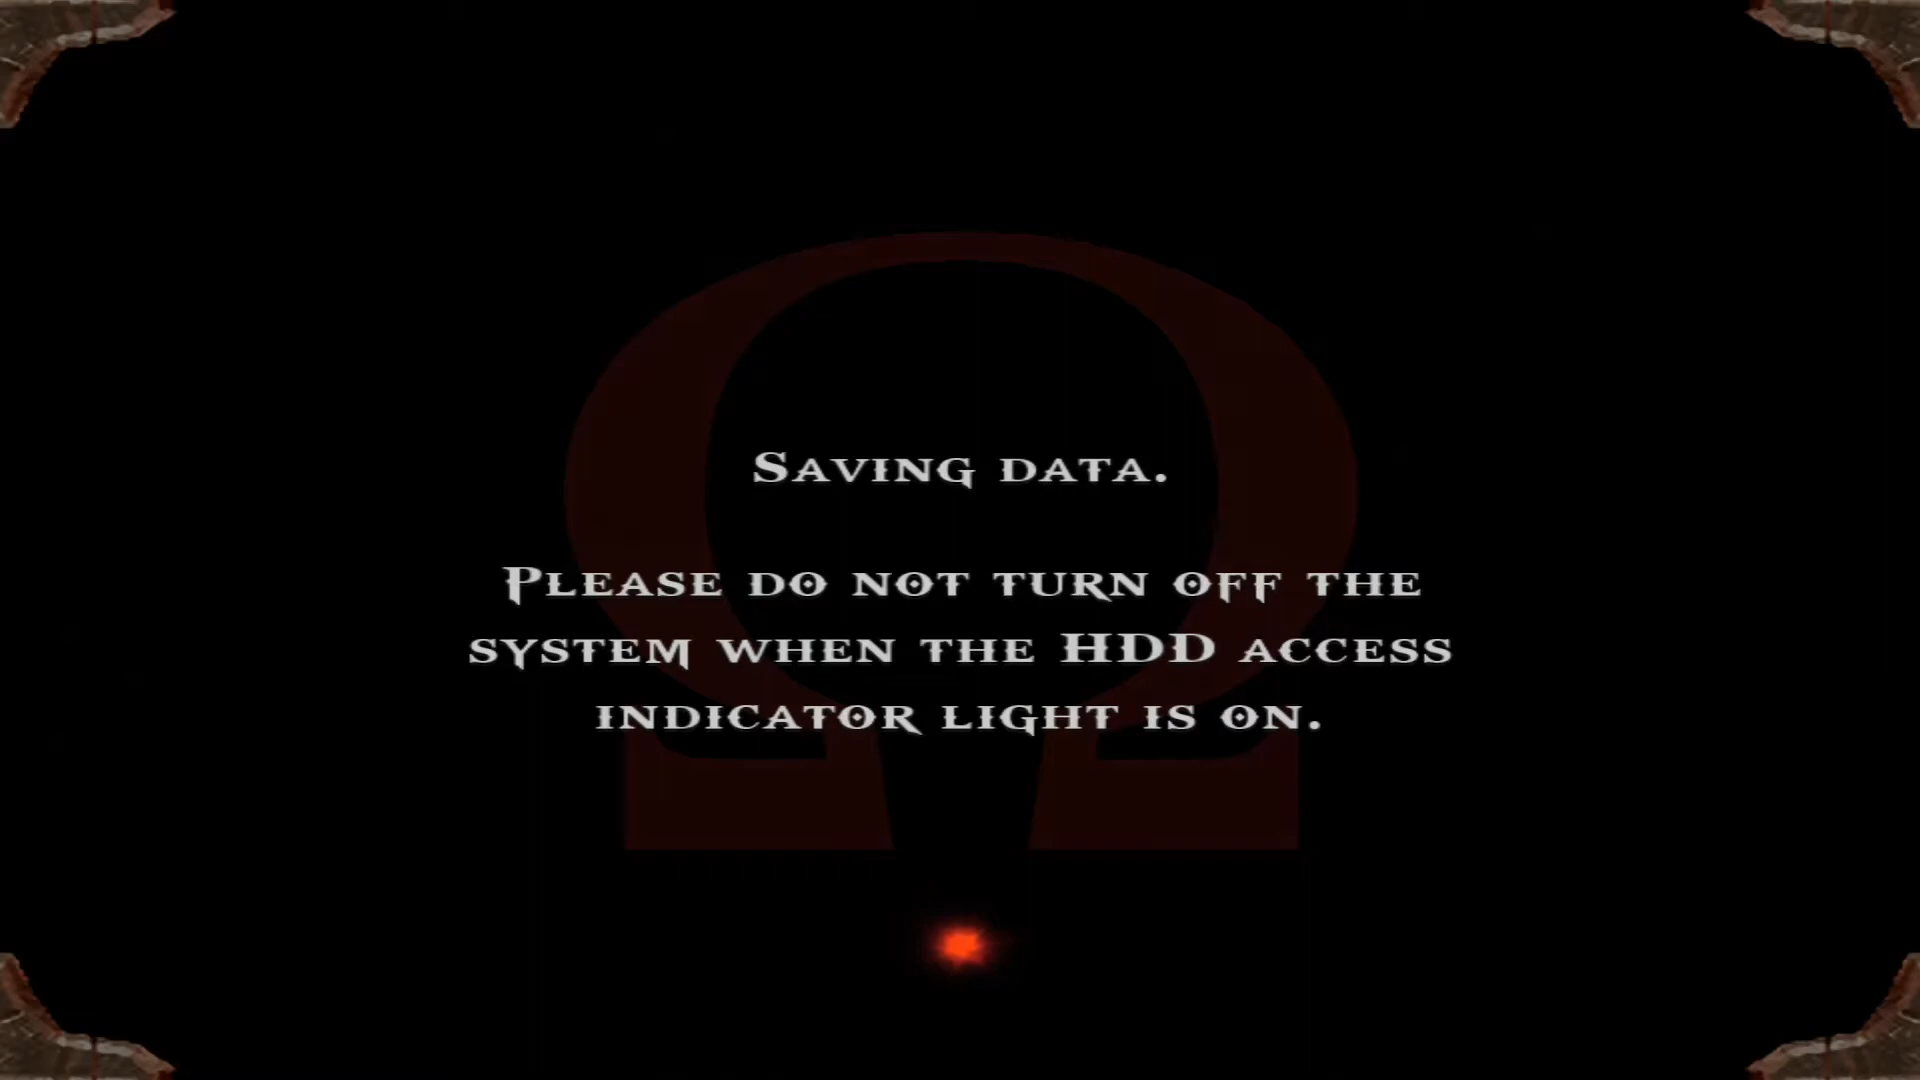 Saving data.
Please do not turn off the
system when the HDD access
indicator light is on.